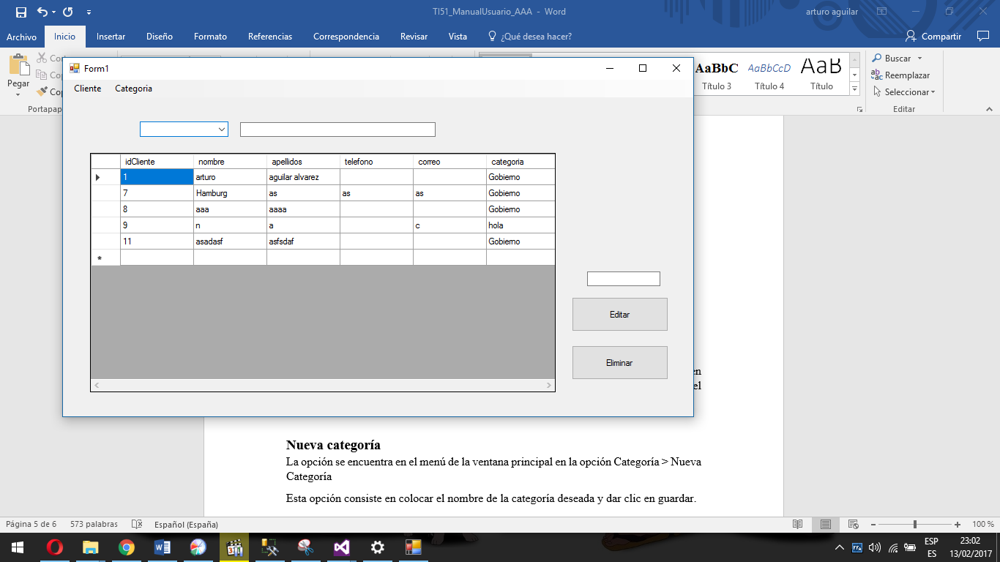 TI51_ManualUsuario_AAA - Word
arturo aguilar
Archivo Inicio Insertar Diseño Formato Referencias Correspondencia Revisar Vista ¿Qué desea hacer? Compartir
Pegar
Portapap
Form1
Cliente Categoria
AaBbC AaBbCcD AaB
Título 3 Título 4 Título
Buscar
Reemplazar
Seleccionar
Editar
idCliente nombre apellidos telefono correo categoria
1 arturo aguilar alvarez Gobierno
7 Hamburg as as as Gobierno
8 aaa aaaa Gobierno
9 n a c hola
11 asadasf asfsdaf Gobierno
*
Editar
Eliminar
en
el
Nueva categoría
La opción se encuentra en el menú de la ventana principal en la opción Categoría > Nueva
Categoría
Esta opción consiste en colocar el nombre de la categoría deseada y dar clic en guardar.
Página 5 de 6 573 palabras Español (España) 100 %
ESP
ES
23:02
13/02/2017